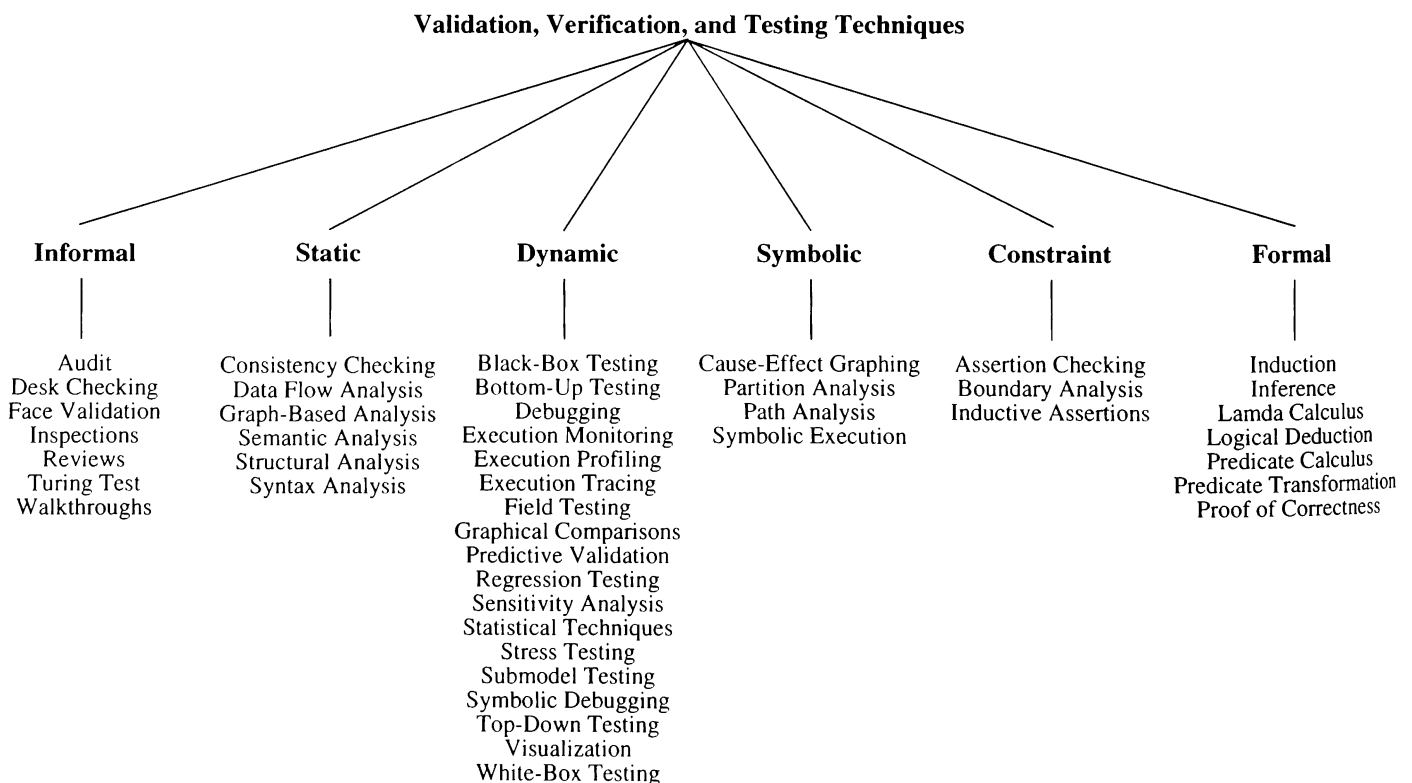 Validation, Verification, and Testing Techniques
Informal
Audit
Desk Checking
Face Validation
Inspections
Reviews
Turing Test
Walkthroughs
Static
Consistency Checking
Data Flow Analysis
Graph-Based Analysis
Semantic Analysis
Structural Analysis
Syntax Analysis
Dynamic
Black-Box Testing
Bottom-Up Testing
Debugging
Execution Monitoring
Execution Profiling
Execution Tracing
Field Testing
Graphical Comparisons
Predictive Validation
Regression Testing
Sensitivity Analysis
Statistical Techniques
Stress Testing
Submodel Testing
Symbolic Debugging
Top-Down Testing
Visualization
White-Box Testing
Symbolic
Cause-Effect Graphing
Partition Analysis
Path Analysis
Symbolic Execution
Constraint
Assertion Checking
Boundary Analysis
Inductive Assertions
Formal
Induction
Inference
Lamda Calculus
Logical Deduction
Predicate Calculus
Predicate Transformation
Proof of Correctness